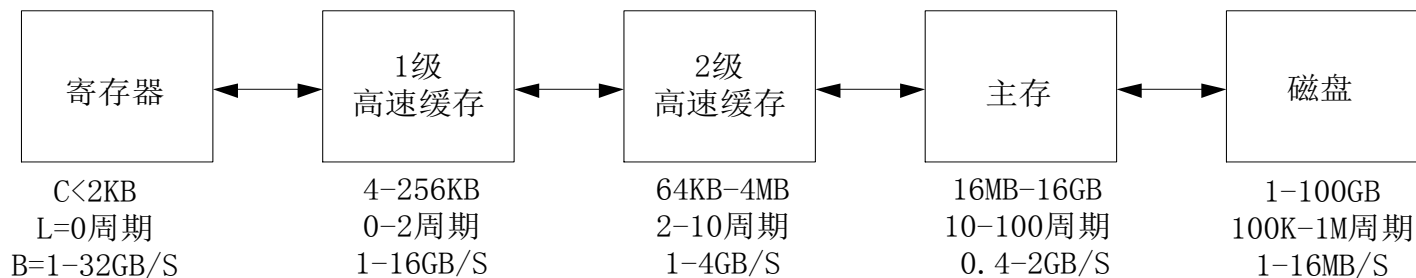 寄存器
1级
高速缓存
2级
高速缓存
主存
磁盘
C<2KB
L=0周期
B=1-32GB/S
4-256KB
0-2周期
1-16GB/S
64KB-4MB
2-10周期
1-4GB/S
16MB-16GB
10-100周期
0.4-2GB/S
1-100GB
100K-1M周期
1-16MB/S